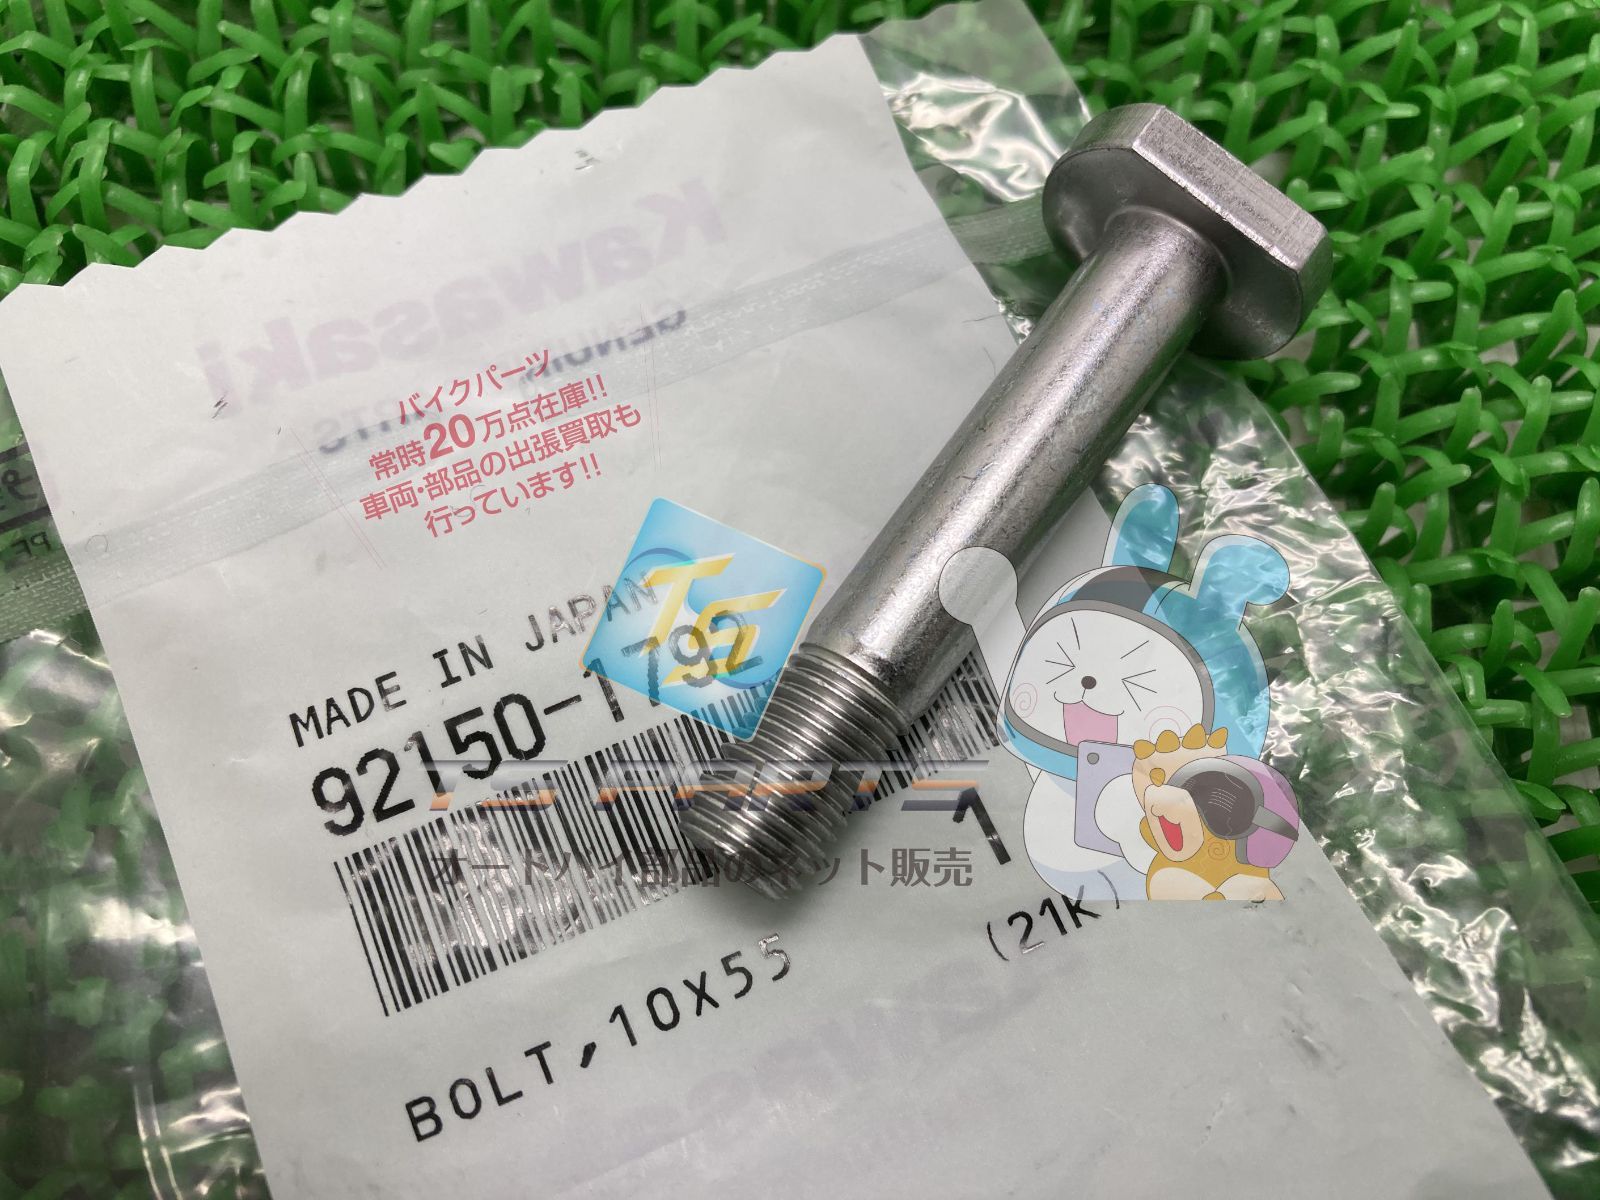 Kawasaki
GENUINE
PARTS
バイクパーツ
常時20万点在庫!!
車両・部品の出張買取も
行っています!!
TS
MADE IN JAPAN
92150-1792
TS PARTS
オートバイ部品のネット販売
1
BOLT,10X55
(21K)